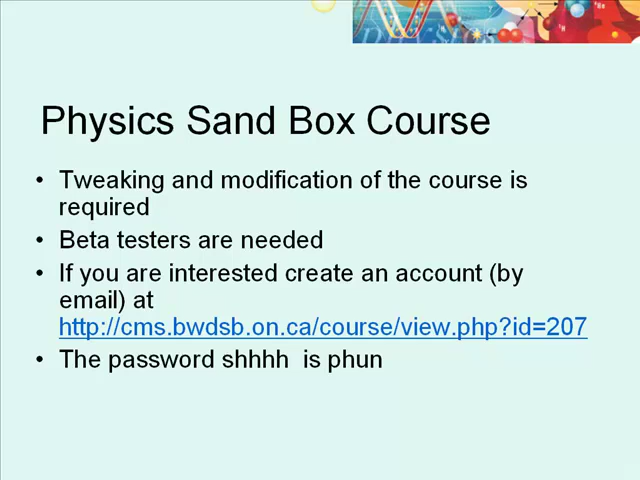 Physics Sand Box Course
• Tweaking and modification of the course is
required
• Beta testers are needed
• If you are interested create an account (by
email) at
http://cms.bwdsb.on.ca/course/view.php?id=207
• The password shhhh  is phun